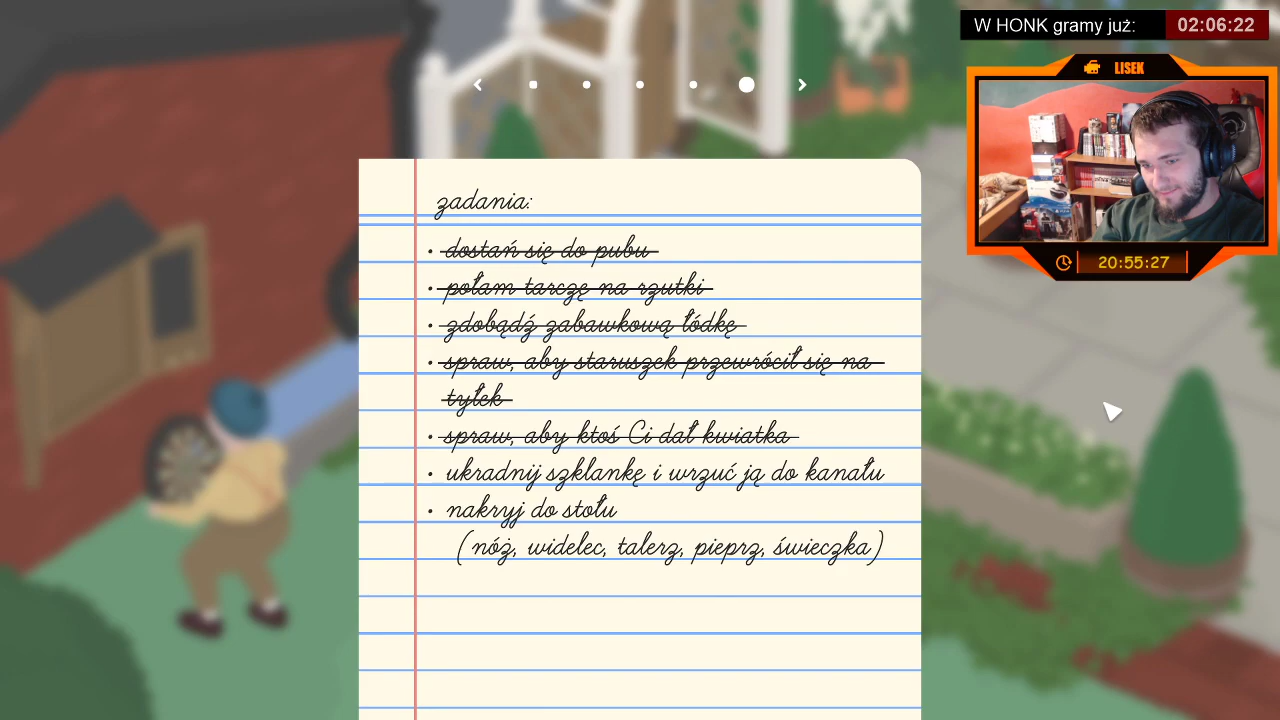 W HONK gramy już: 02:06:22
LISEK
20:55:27
zadania:
• dostań się do pubu
• połam tarczę na rzutki
• zdobądź zabawkową łódkę
• spraw, aby staruszek przewrócił się na
tyłek
• spraw, aby ktoś Ci dał kwiatka
• ukradnij szklankę i wrzuć ją do kanału
• nakryj do stołu
(nóż, widelec, talerz, pieprz, świeczka)